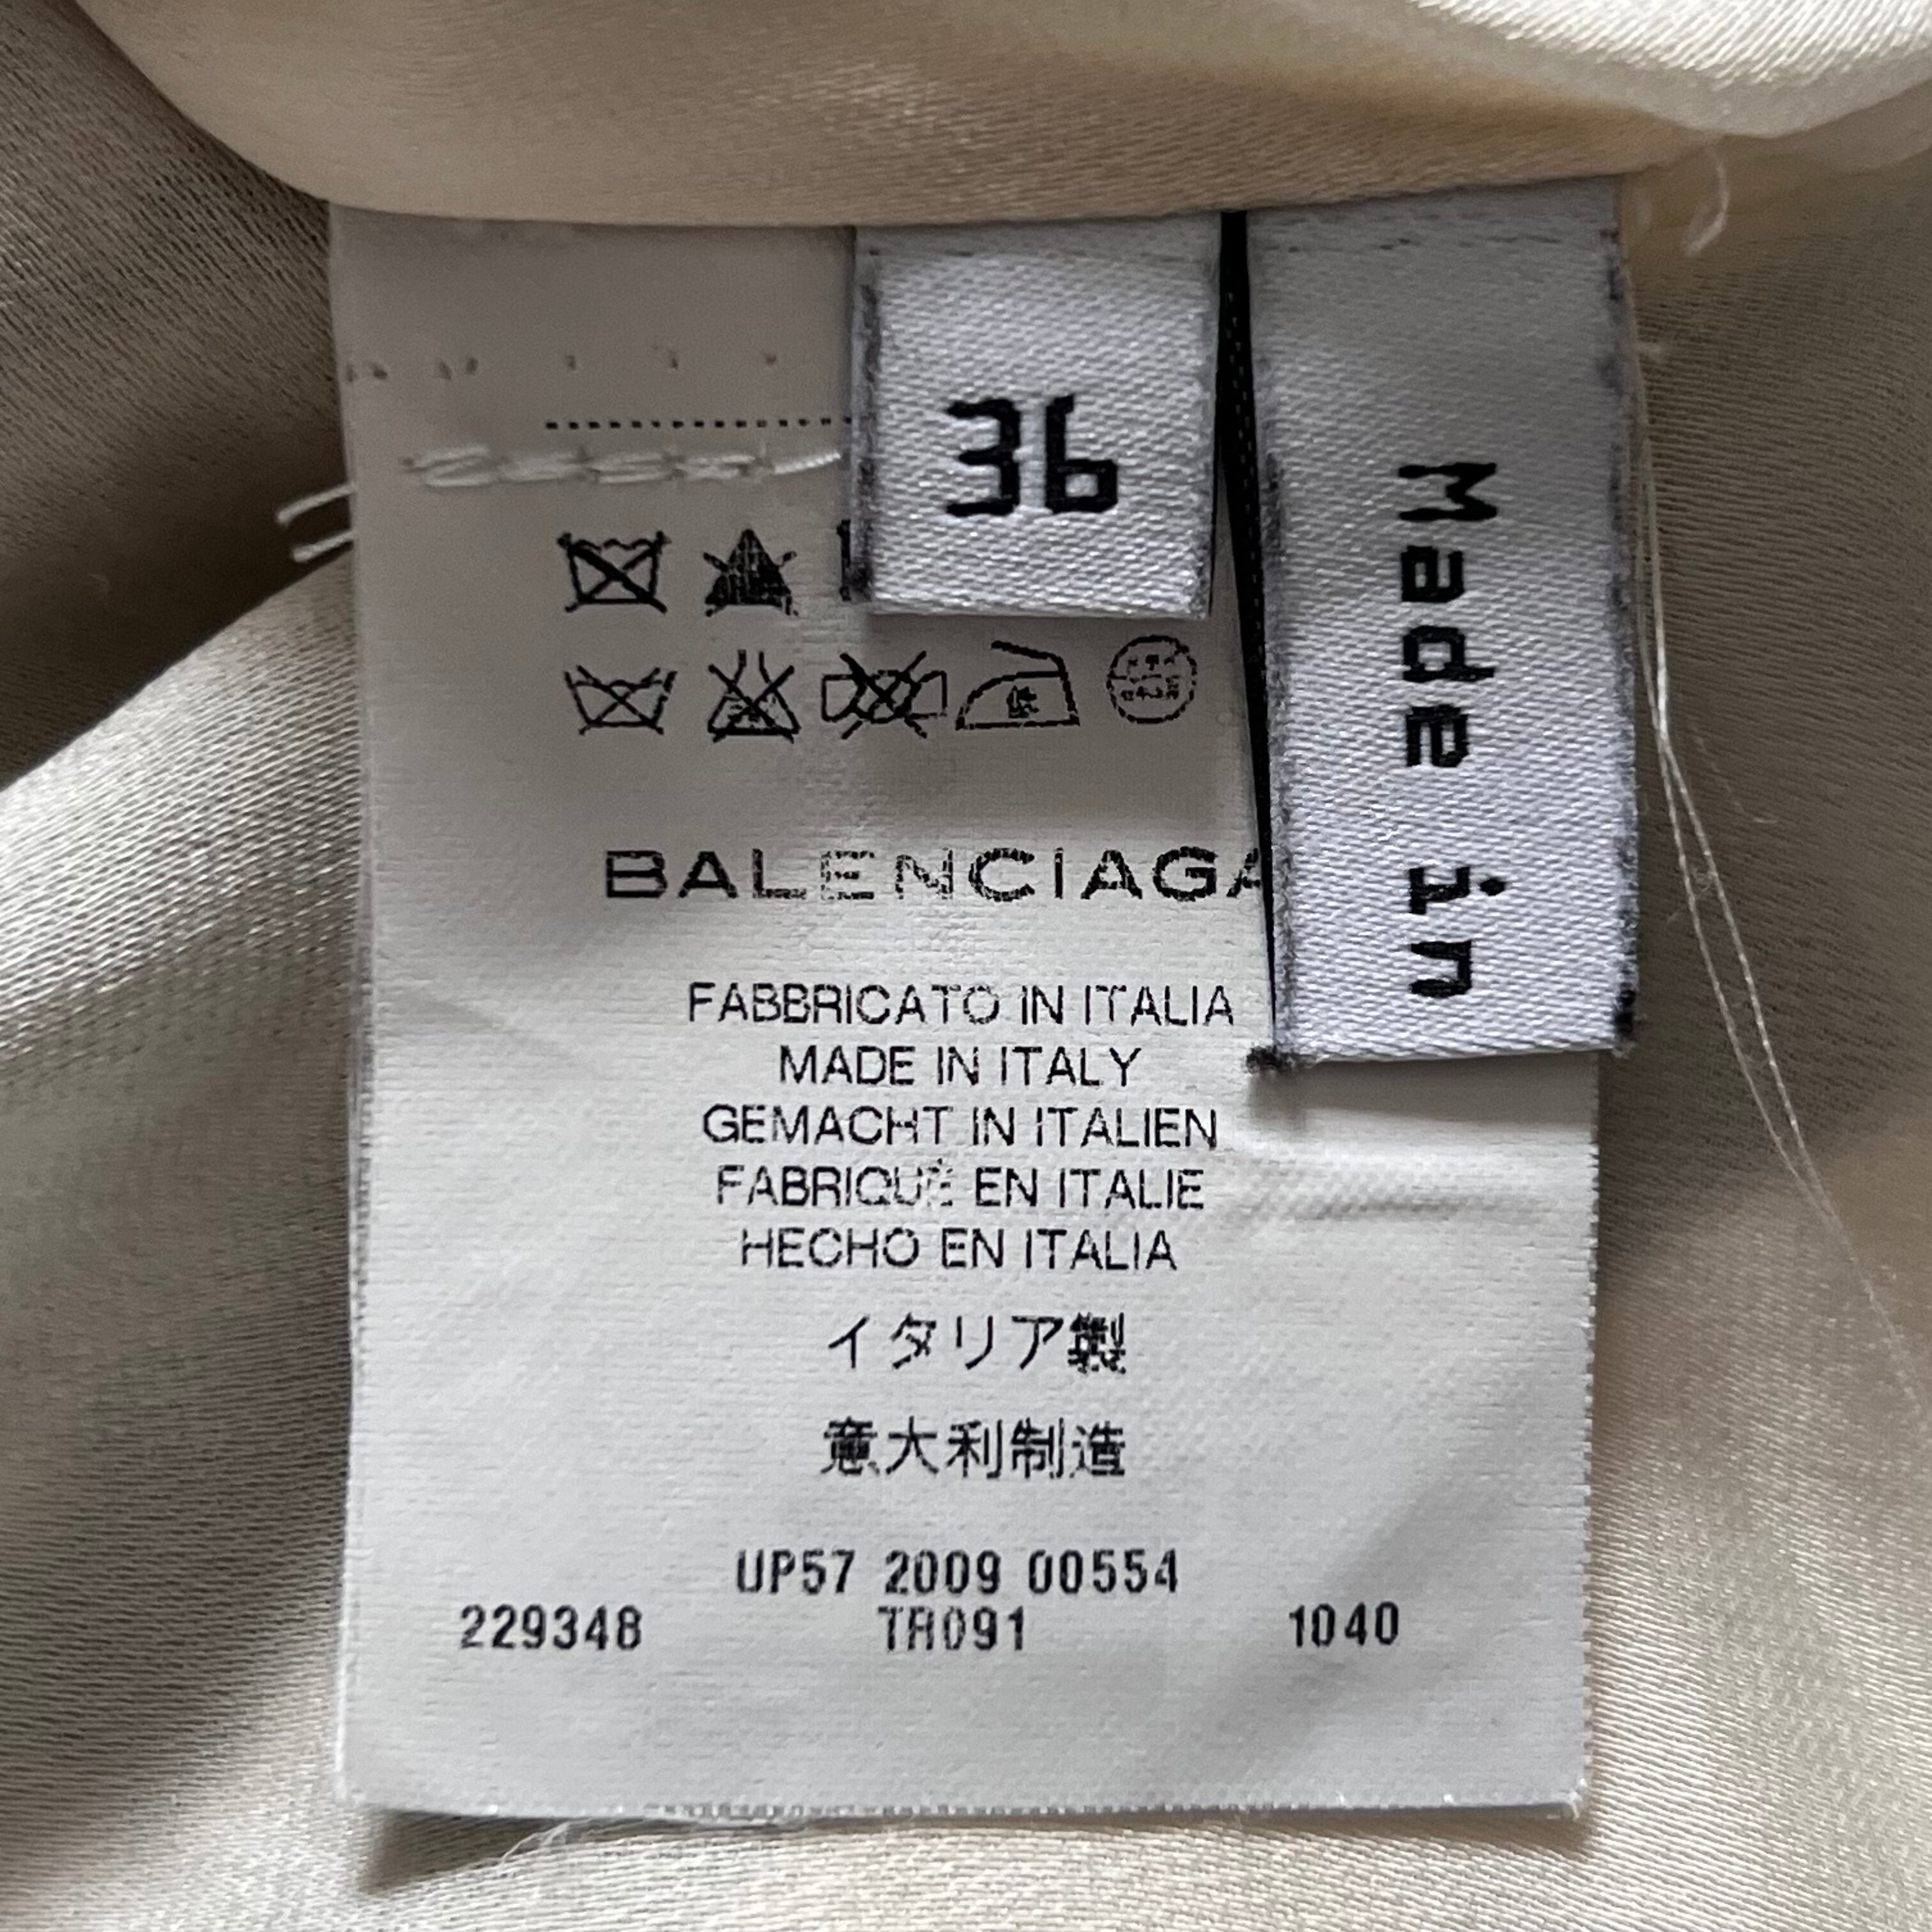 36
Made in
BALENCIAGA
FABBRICATO IN ITALIA
MADE IN ITALY
GEMACHT IN ITALIEN
FABRIQUÉ EN ITALIE
HECHO EN ITALIA
イタリア製
意大利制造
UP57 2009 00554
229348 TR091 1040